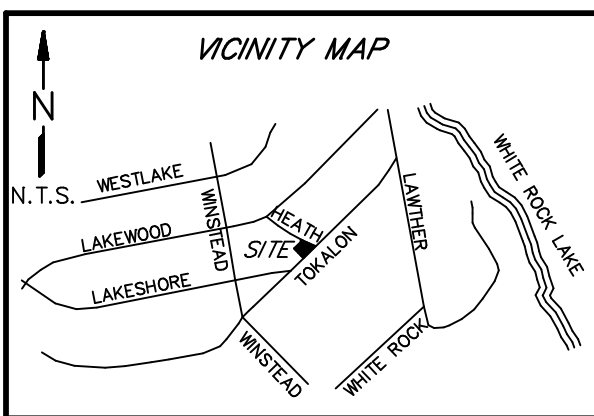 VICINITY MAP
N
N.T.S.
WESTLAKE
WINSTEAD
LAKEWOOD
HEATH
SITE
TOKALON
LAKESHORE
LAWTHER
WHITE ROCK LAKE
WINSTEAD
WHITE ROCK